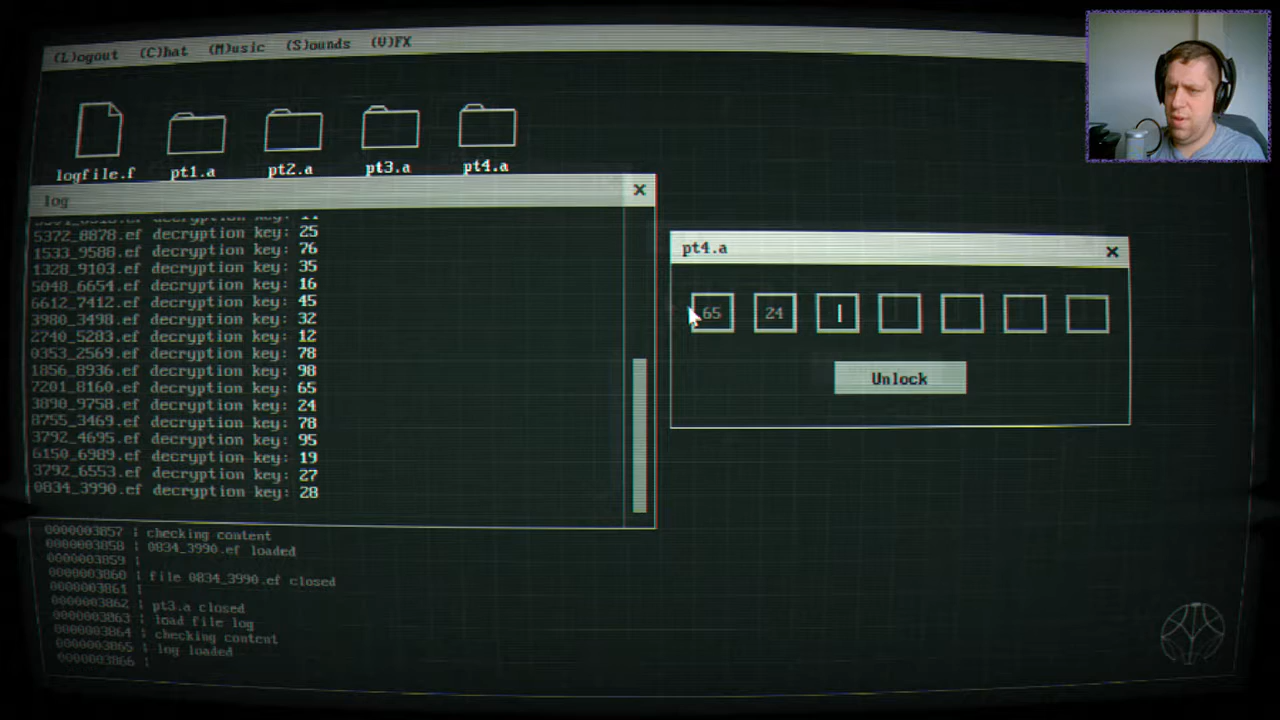 (L)ogout (C)hat (M)usic (S)ounds (V)FX
logfile.f pt1.a pt2.a pt3.a pt4.a
log
decryption key:
5372_8878.ef decryption key: 25
1533_9588.ef decryption key: 76
1328_9103.ef decryption key: 35
5048_6654.ef decryption key: 16
6612_7412.ef decryption key: 45
3980_3498.ef decryption key: 32
2740_5283.ef decryption key: 12
0353_2569.ef decryption key: 78
1856_8936.ef decryption key: 98
7201_8160.ef decryption key: 65
3890_9758.ef decryption key: 24
8755_3469.ef decryption key: 78
3792_4695.ef decryption key: 95
6150_6989.ef decryption key: 19
3792_6553.ef decryption key: 27
0834_3990.ef decryption key: 28
pt4.a
65 24
Unlock
0000003857 | checking content
0000003858 | 0834_3990.ef loaded
0000003859 |
0000003860 | file 0834_3990.ef closed
0000003861 |
0000003862 | pt3.a closed
0000003863 | load file log
0000003864 | checking content
0000003865 | log loaded
0000003866 |